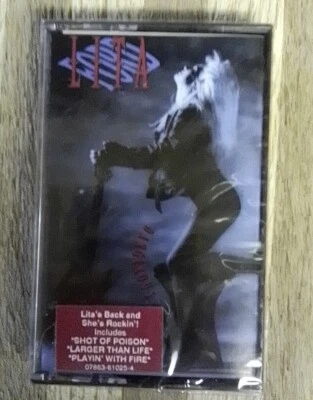 LITA
Lita's Back and
She's Rockin'!
Includes
"SHOT OF POISON"
"LARGER THAN LIFE"
"PLAYIN' WITH FIRE"
07863-61025-4